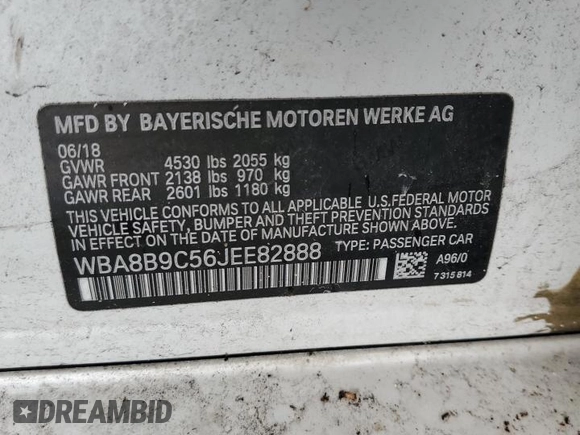 MFD BY BAYERISCHE MOTOREN WERKE AG
06/18
GVWR 4530 lbs 2055 kg
GAWR FRONT 2138 lbs 970 kg
GAWR REAR 2601 lbs 1180 kg
THIS VEHICLE CONFORMS TO ALL APPLICABLE U.S.FEDERAL MOTOR
VEHICLE SAFETY, BUMPER AND THEFT PREVENTION STANDARDS
IN EFFECT ON THE DATE OF MANUFACTURE SHOWN ABOVE.
WBA8B9C56JEE82888 TYPE: PASSENGER CAR
A96/0
7 315 814
DREAMBID